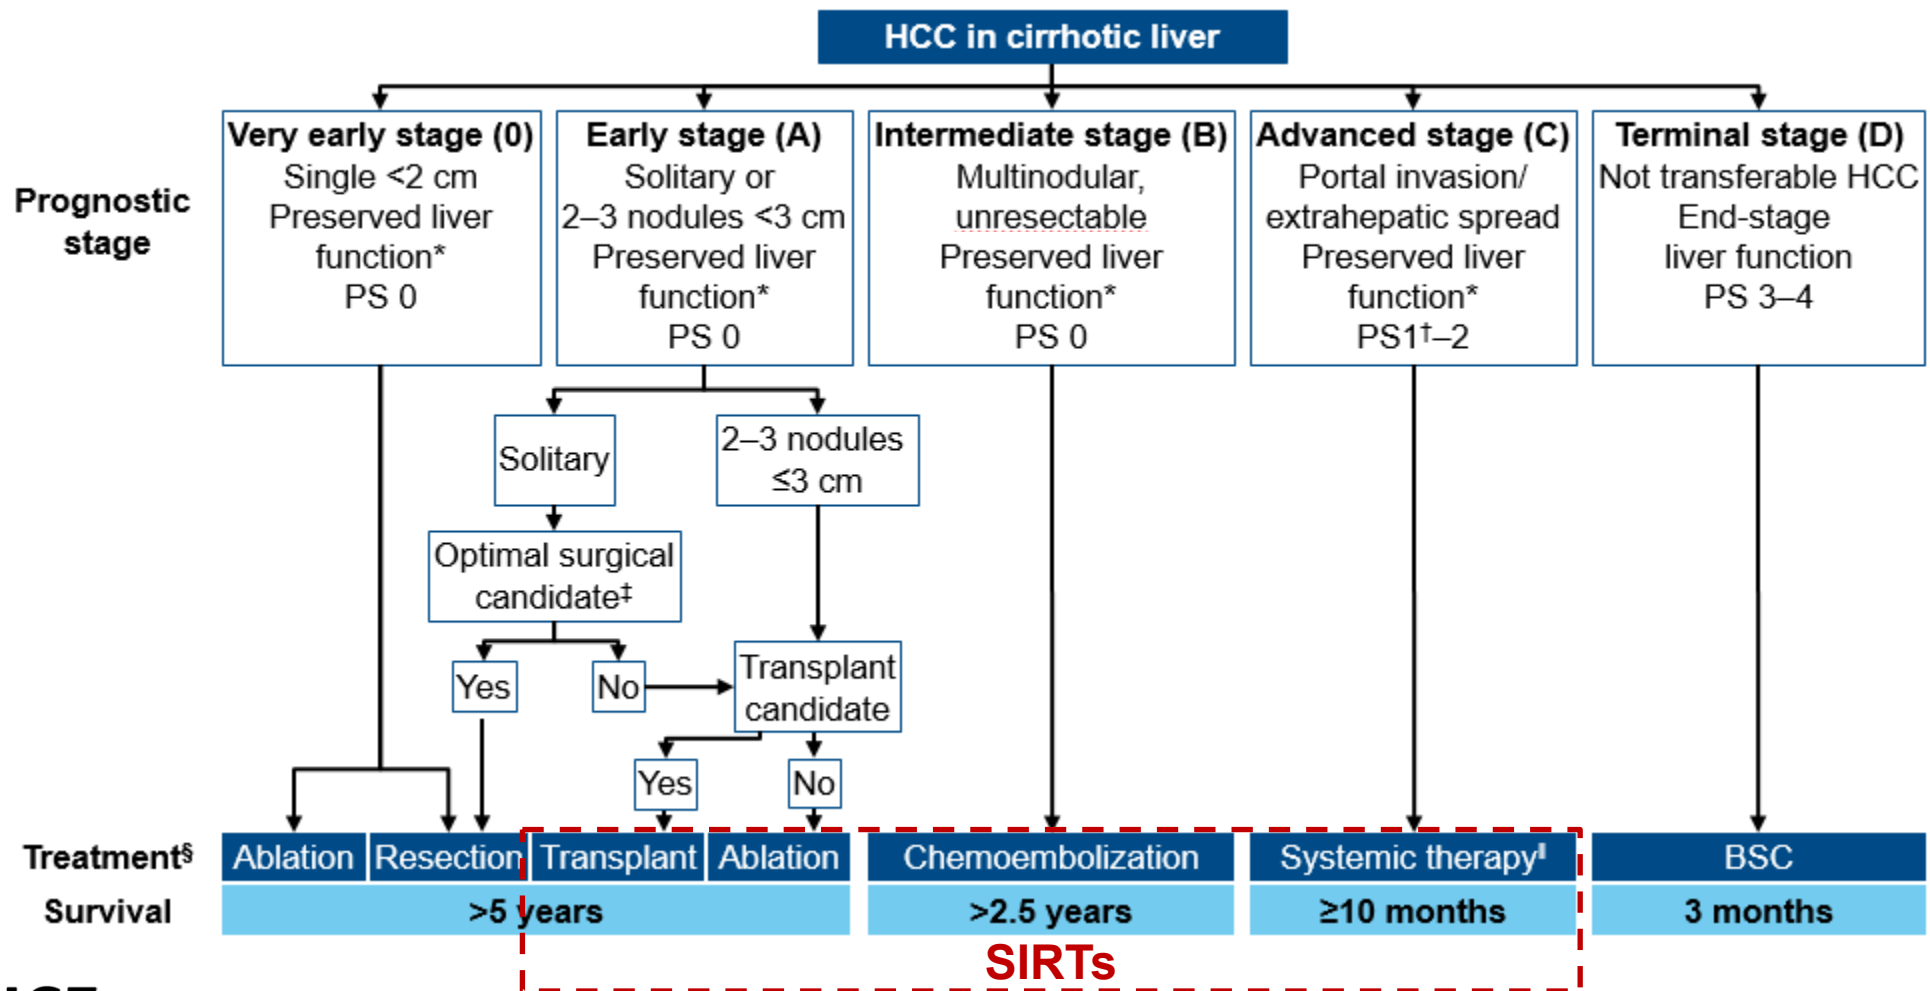 HCC in cirrhotic liver
Prognostic
stage
Very early stage (0)
Single <2 cm
Preserved liver
function*
PS 0
Early stage (A)
Solitary or
2–3 nodules <3 cm
Preserved liver
function*
PS 0
Intermediate stage (B)
Multinodular,
unresectable
Preserved liver
function*
PS 0
Advanced stage (C)
Portal invasion/
extrahepatic spread
Preserved liver
function*
PS1†–2
Terminal stage (D)
Not transferable HCC
End-stage
liver function
PS 3–4
Solitary
2–3 nodules
≤3 cm
Optimal surgical
candidate‡
Yes
No
Transplant
candidate
Yes
No
Treatment§
Ablation
Resection
Transplant
Ablation
Chemoembolization
Systemic therapy‖
BSC
Survival
>5 years
>2.5 years
≥10 months
3 months
SIRTs